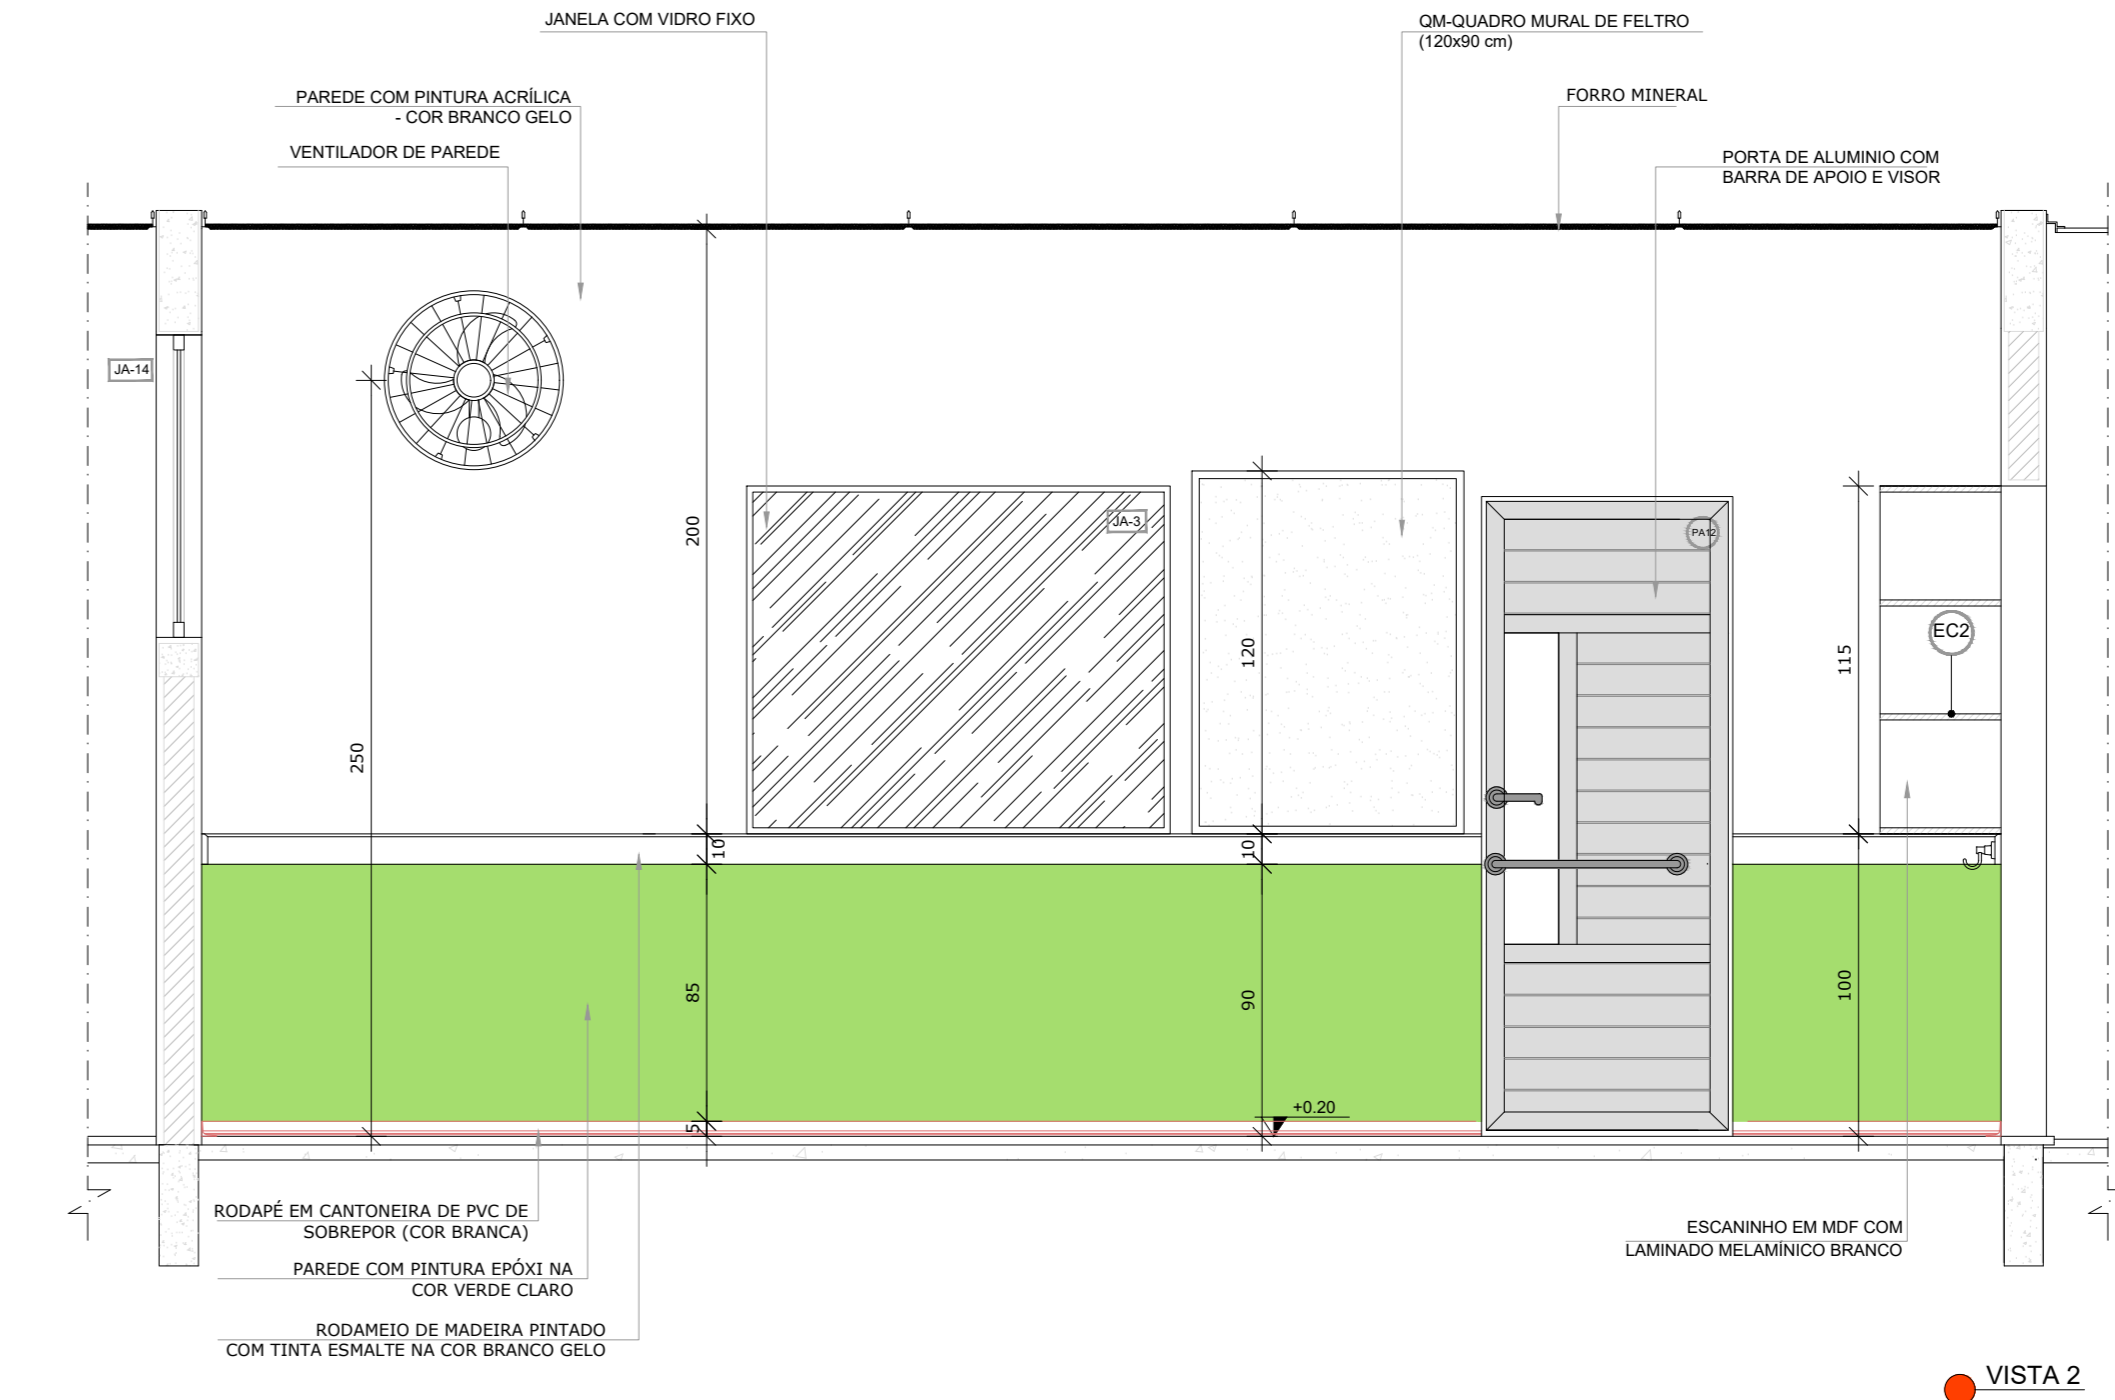 JANELA COM VIDRO FIXO
QM-QUADRO MURAL DE FELTRO
(120x90 cm)
PAREDE COM PINTURA ACRÍLICA
- COR BRANCO GELO
FORRO MINERAL
VENTILADOR DE PAREDE
PORTA DE ALUMINIO COM
BARRA DE APOIO E VISOR
JA-14
JA-3
PA12
200
120
EC2
115
250
10
10
85
90
100
+0.20
5
RODAPÉ EM CANTONEIRA DE PVC DE
SOBREPOR (COR BRANCA)
ESCANINHO EM MDF COM
LAMINADO MELAMÍNICO BRANCO
PAREDE COM PINTURA EPÓXI NA
COR VERDE CLARO
RODAMEIO DE MADEIRA PINTADO
COM TINTA ESMALTE NA COR BRANCO GELO
VISTA 2